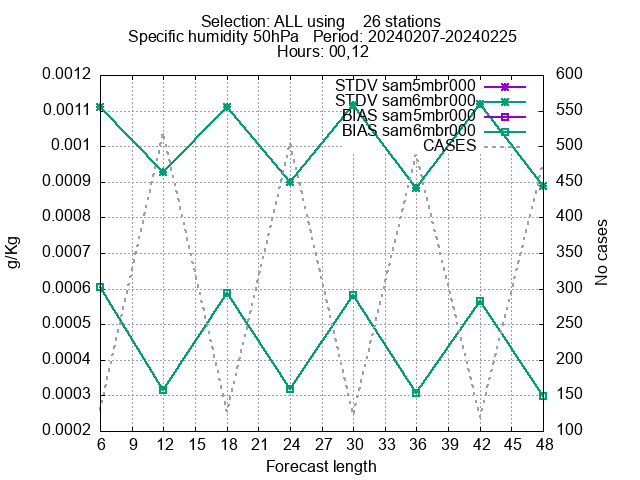 Selection: ALL using    26 stations
Specific humidity 50hPa   Period: 20240207-20240225
Hours: 00,12
STDV sam5mbr000
STDV sam6mbr000
BIAS sam5mbr000
BIAS sam6mbr000
CASES
0.0012
0.0011
0.001
0.0009
0.0008
0.0007
0.0006
0.0005
0.0004
0.0003
0.0002
g/Kg
600
550
500
450
400
350
300
250
200
150
100
No cases
6 9 12 15 18 21 24 27 30 33 36 39 42 45 48
Forecast length